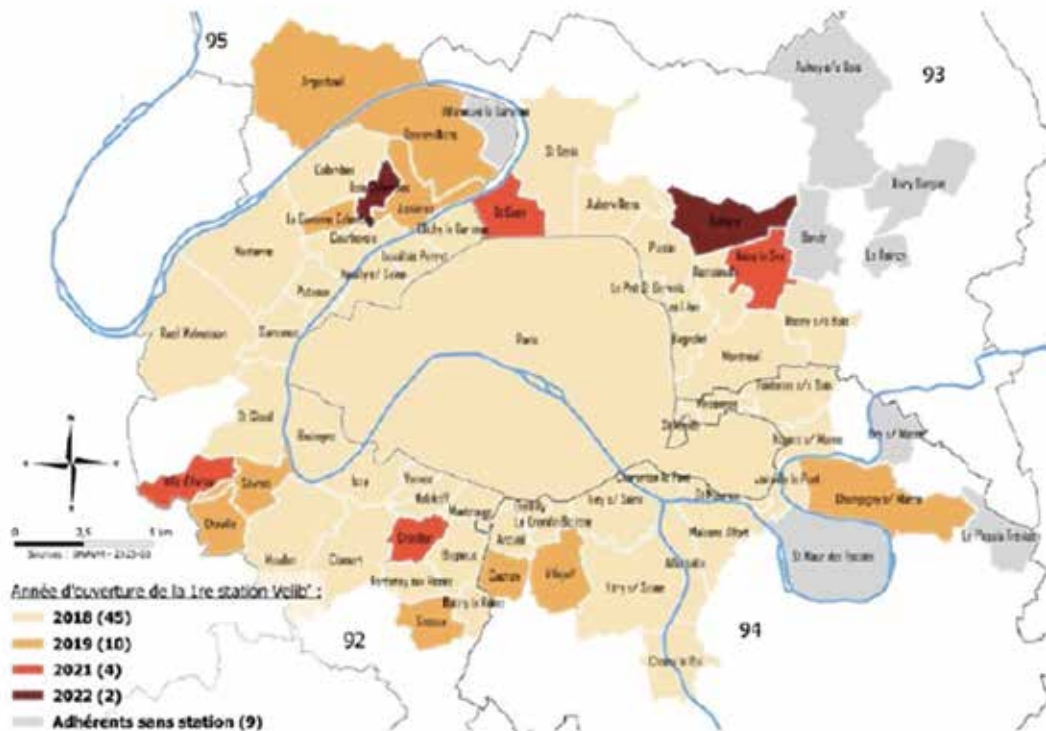 95
93
Argenteuil
Gennevilliers
Villeneuve la Garenne
Aulnay s/s Bois
St Denis
Colombes
Bois Colombes
Asnières
La Garenne Colombes
Courbevoie
Clichy la Garenne
St Ouen
Aubervilliers
Bobigny
Bondy
Livry Gargan
Le Raincy
Levallois Perret
Neuilly s/ Seine
Nanterre
Puteaux
Suresnes
Rueil Malmaison
Pantin
Noisy le Sec
Romainville
Le Pré St Gervais
Les Lilas
Bagnolet
Rosny s/s Bois
Montreuil
Paris
Fontenay s/s Bois
Vincennes
St Mandé
Nogent s/ Marne
Bry s/ Marne
St Cloud
Boulogne
Ville d'Avray
Sèvres
Chaville
Issy
Vanves
Malakoff
Montrouge
Gentilly
Le Kremlin Bicêtre
Ivry s/ Seine
Charenton le Pont
St Maurice
Joinville le Pont
Champigny s/ Marne
Le Plessis Trévise
St Maur des Fossés
Maisons Alfort
Alfortville
Meudon
Clamart
Châtillon
Bagneux
Arcueil
Cachan
Villejuif
Vitry s/ Seine
Fontenay aux Roses
Bourg la Reine
Sceaux
Choisy le Roi
92
94
0 2,5 5 km
Année d'ouverture de la 1re station Velib' :
2018 (45)
2019 (10)
2021 (4)
2022 (2)
Adhérents sans station (9)